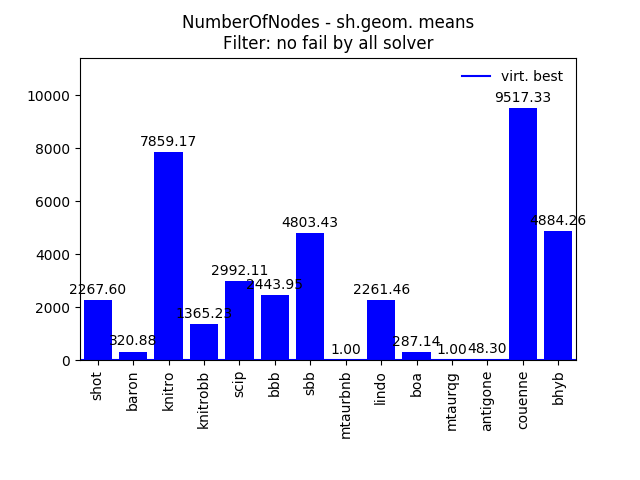 NumberOfNodes - sh.geom. means
Filter: no fail by all solver
virt. best
10000
8000
6000
4000
2000
0
2267.60
320.88
7859.17
1365.23
2992.11
2443.95
4803.43
1.00
2261.46
287.14
1.00
48.30
9517.33
4884.26
shot
baron
knitro
knitrobb
scip
bbb
sbb
mtaurbnb
lindo
boa
mtaurqg
antigone
couenne
bhyb